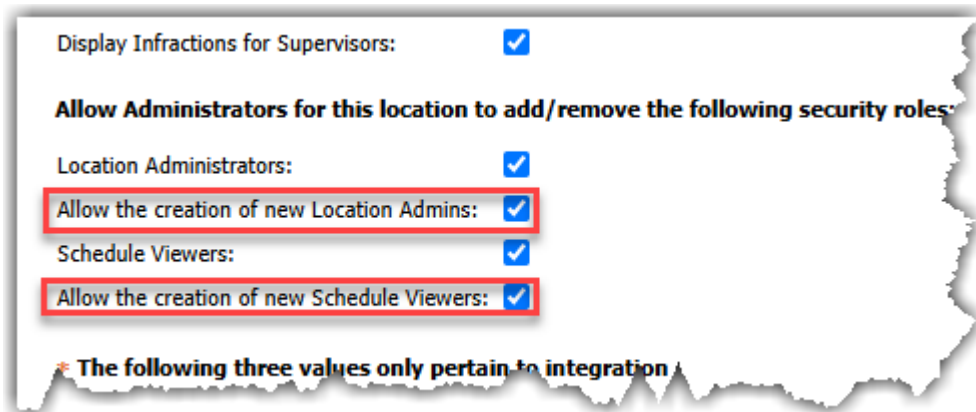 Display Infractions for Supervisors:
Allow Administrators for this location to add/remove the following security roles:
Location Administrators:
Allow the creation of new Location Admins:
Schedule Viewers:
Allow the creation of new Schedule Viewers:
* The following three values only pertain to integration